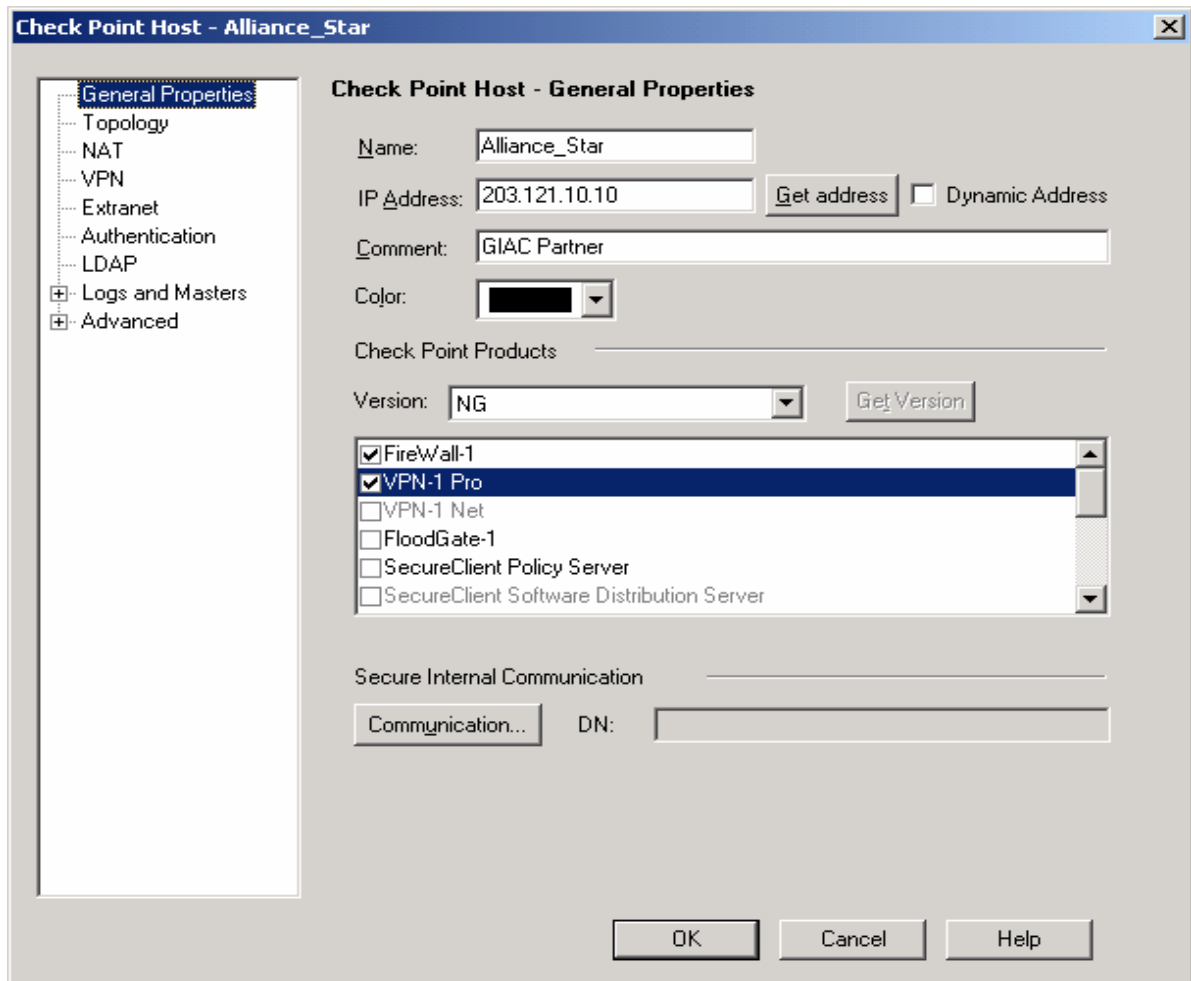 Check Point Host - Alliance_Star
General Properties
Topology
NAT
VPN
Extranet
Authentication
LDAP
Logs and Masters
Advanced
Check Point Host - General Properties
Name: Alliance_Star
IP Address: 203.121.10.10 Get address Dynamic Address
Comment: GIAC Partner
Color:
Check Point Products
Version: NG Get Version
FireWall-1
VPN-1 Pro
VPN-1 Net
FloodGate-1
SecureClient Policy Server
SecureClient Software Distribution Server
Secure Internal Communication
Communication... DN:
OK Cancel Help